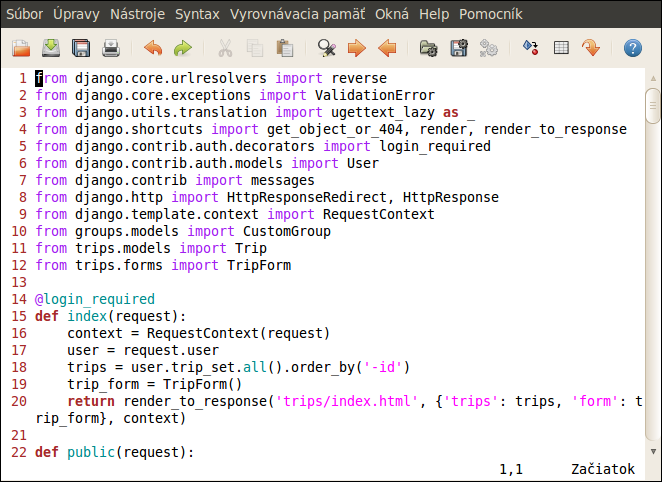 Súbor Úpravy Nástroje Syntax Vyrovnávacia pamäť Okná Help Pomocník
1 from django.core.urlresolvers import reverse
2 from django.core.exceptions import ValidationError
3 from django.utils.translation import ugettext_lazy as _
4 from django.shortcuts import get_object_or_404, render, render_to_response
5 from django.contrib.auth.decorators import login_required
6 from django.contrib.auth.models import User
7 from django.contrib import messages
8 from django.http import HttpResponseRedirect, HttpResponse
9 from django.template.context import RequestContext
10 from groups.models import CustomGroup
11 from trips.models import Trip
12 from trips.forms import TripForm
13
14 @login_required
15 def index(request):
16     context = RequestContext(request)
17     user = request.user
18     trips = user.trip_set.all().order_by('-id')
19     trip_form = TripForm()
20     return render_to_response('trips/index.html', {'trips': trips, 'form': t
rip_form}, context)
21
22 def public(request):
1,1 Začiatok